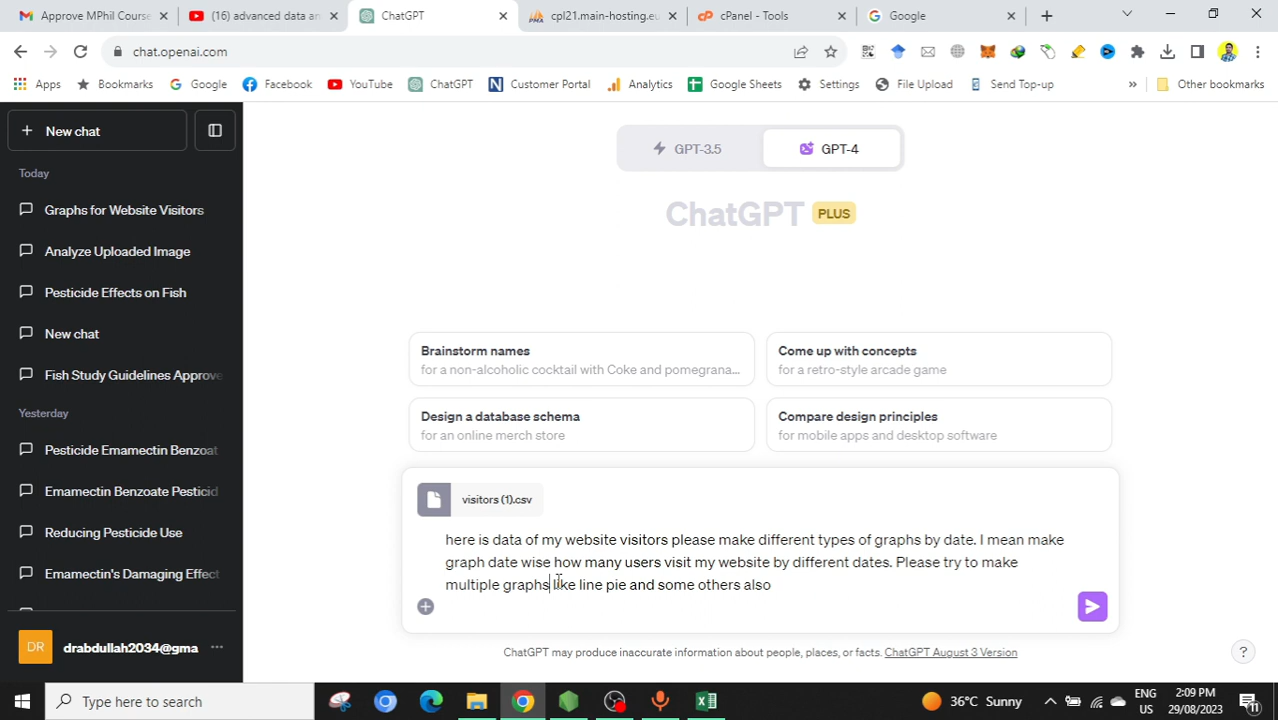 Approve MPhil Course
(16) advanced data an
ChatGPT
cpl21.main-hosting.eu
cPanel - Tools
Google
chat.openai.com
Apps
Bookmarks
Google
Facebook
YouTube
ChatGPT
Customer Portal
Analytics
Google Sheets
Settings
File Upload
Send Top-up
»
Other bookmarks
New chat
Today
Graphs for Website Visitors
Analyze Uploaded Image
Pesticide Effects on Fish
New chat
Fish Study Guidelines Approve
Yesterday
Pesticide Emamectin Benzoat
Emamectin Benzoate Pesticid
Reducing Pesticide Use
Emamectin's Damaging Effect
DR
drabdullah2034@gma
GPT-3.5
GPT-4
ChatGPT PLUS
Brainstorm names
for a non-alcoholic cocktail with Coke and pomegrana...
Come up with concepts
for a retro-style arcade game
Design a database schema
for an online merch store
Compare design principles
for mobile apps and desktop software
visitors (1).csv
here is data of my website visitors please make different types of graphs by date. I mean make
graph date wise how many users visit my website by different dates. Please try to make
multiple graphs like line pie and some others also
ChatGPT may produce inaccurate information about people, places, or facts. ChatGPT August 3 Version
?
Type here to search
36°C Sunny
ENG
US
2:09 PM
29/08/2023
11